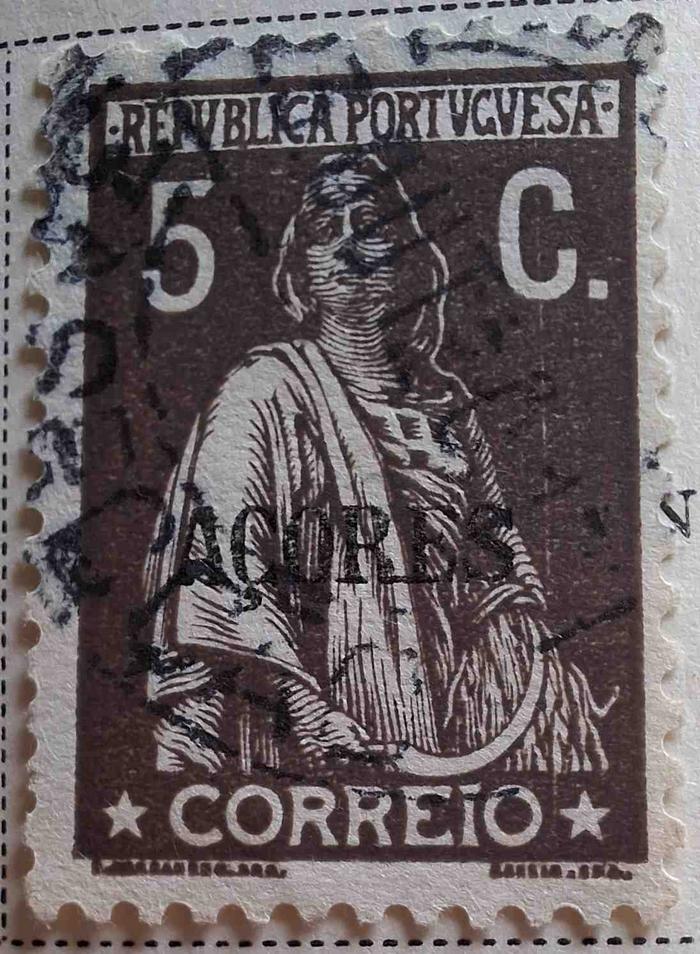 ·REPVBLICA PORTVGVESA·
5 C.
AÇORES
★CORREIO★